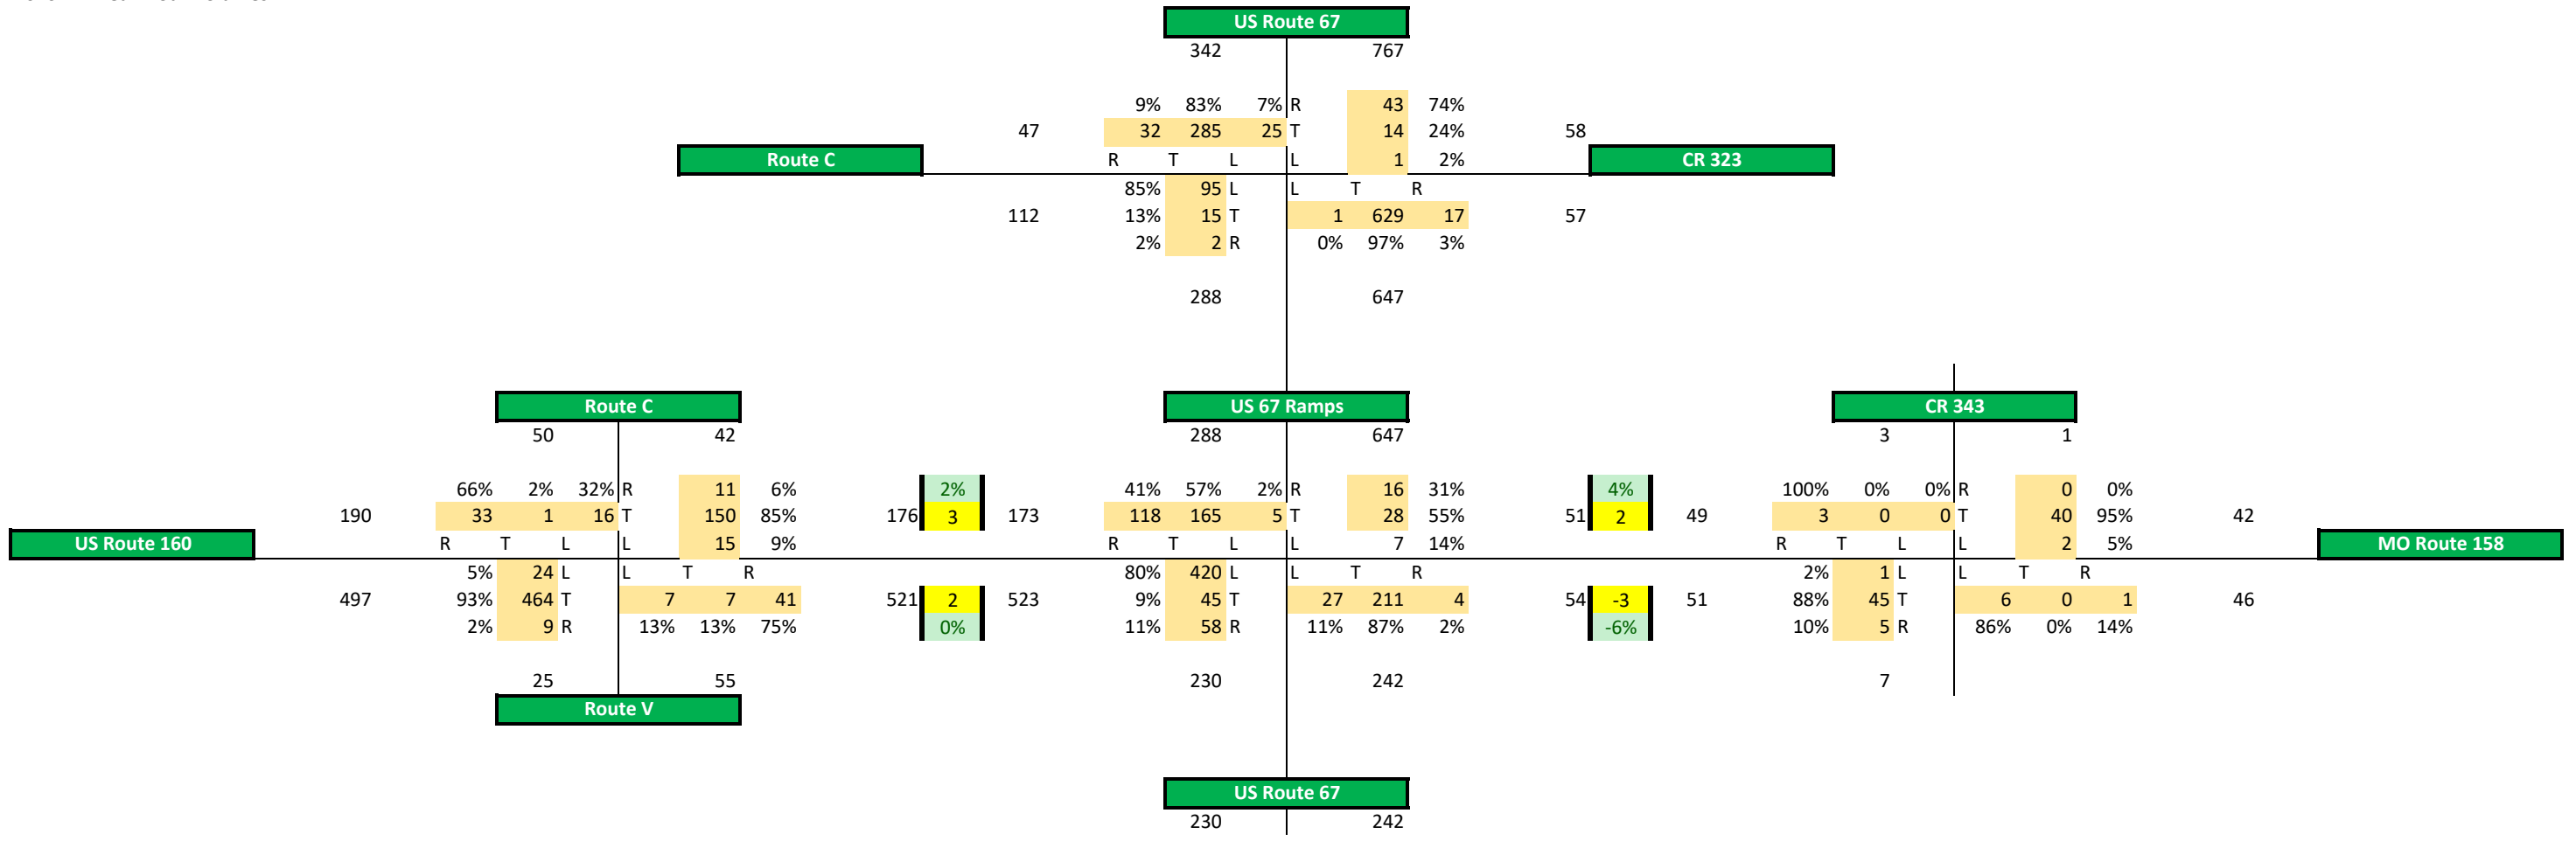 US Route 67
342 767
9% 83% 7% R 43 74%
47 32 285 25 T 14 24% 58
Route C R T L L 1 2% CR 323
85% 95 L L T R
112 13% 15 T 1 629 17 57
2% 2 R 0% 97% 3%
288 647
Route C US 67 Ramps CR 343
50 42 288 647 3 1
66% 2% 32% R 11 6% 2% 41% 57% 2% R 16 31% 4% 100% 0% 0% R 0 0%
190 33 1 16 T 150 85% 176 3 173 118 165 5 T 28 55% 51 2 49 3 0 0 T 40 95% 42
US Route 160 R T L L 15 9% R T L L 7 14% R T L L 2 5% MO Route 158
5% 24 L L T R 80% 420 L L T R 2% 1 L L T R
497 93% 464 T 7 7 41 521 2 523 9% 45 T 27 211 4 54 -3 51 88% 45 T 6 0 1 46
2% 9 R 13% 13% 75% 0% 11% 58 R 11% 87% 2% -6% 10% 5 R 86% 0% 14%
25 55 230 242 7
Route V
US Route 67
230 242